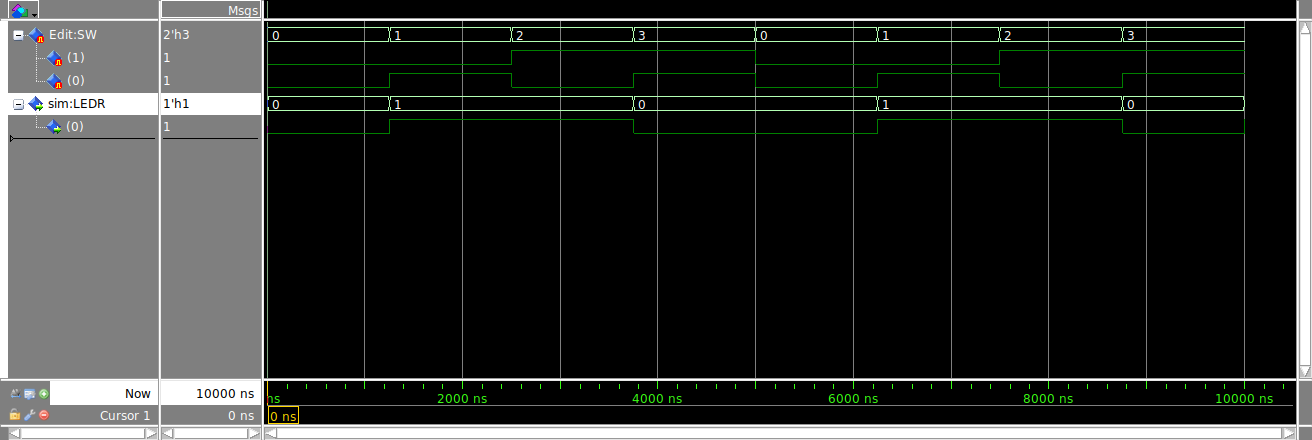 Msgs
Edit:SW 2'h3 0 1 2 3 0 1 2 3
(1) 1
(0) 1
sim:LEDR 1'h1 0 1 0 1 0
(0) 1
Now 10000 ns ns 2000 ns 4000 ns 6000 ns 8000 ns 10000 ns
Cursor 1 0 ns 0 ns